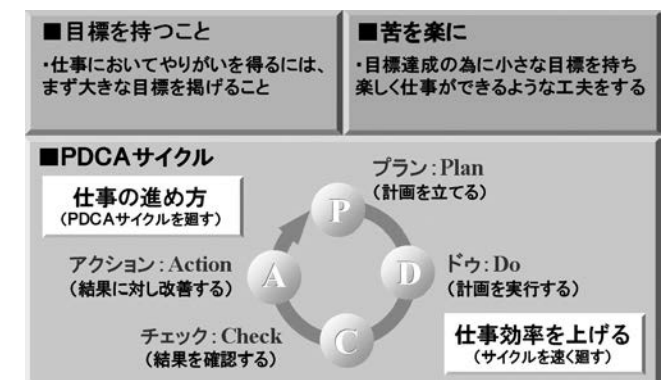 ■目標を持つこと
・仕事においてやりがいを得るには、
まず大きな目標を掲げること
■苦を楽に
・目標達成の為に小さな目標を持ち
楽しく仕事ができるような工夫をする
■PDCAサイクル
仕事の進め方
(PDCAサイクルを廻す)
プラン:Plan
(計画を立てる)
P
アクション:Action
(結果に対し改善する)
A
D
ドゥ:Do
(計画を実行する)
チェック:Check
(結果を確認する)
C
仕事効率を上げる
(サイクルを速く廻す)